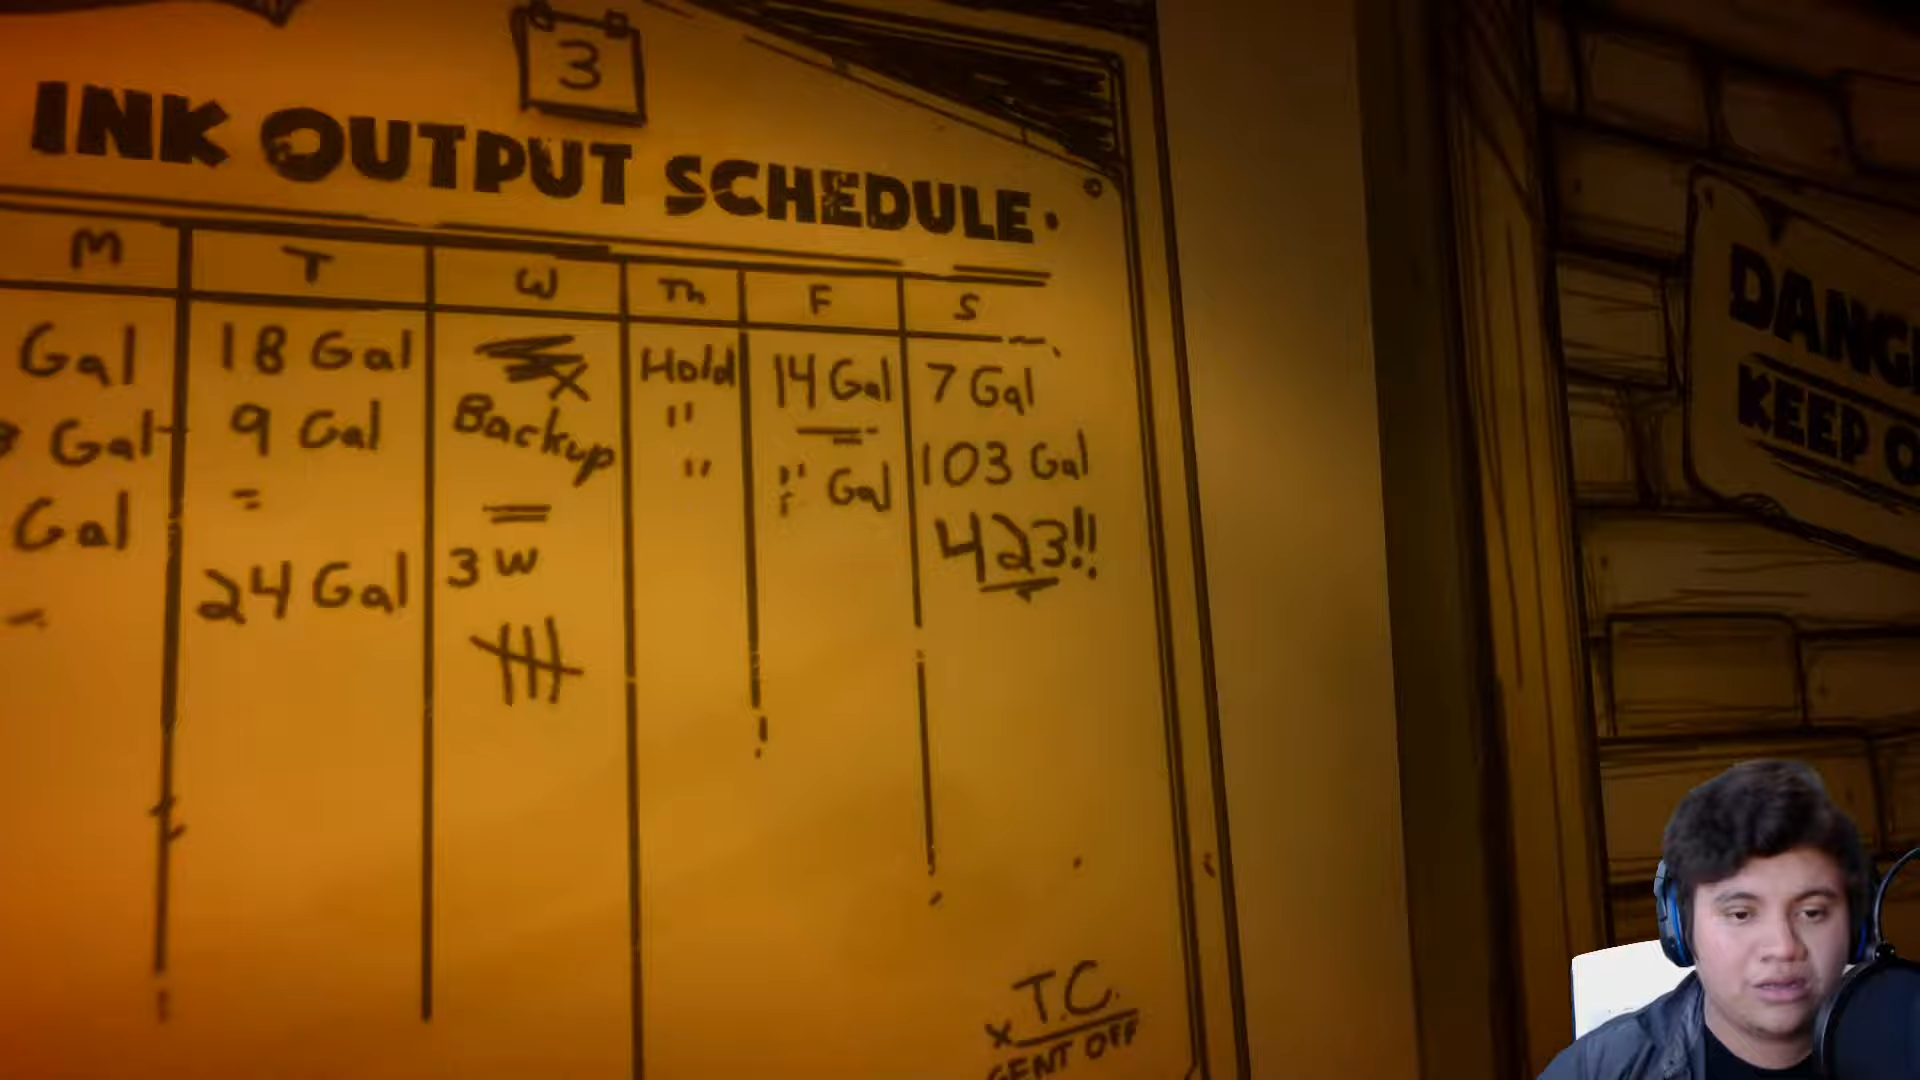 3
INK OUTPUT SCHEDULE
M T W Th F S
Gal 18 Gal Hold 14 Gal 7 Gal
Gal 9 Gal Backup " 103 Gal
Gal = " " Gal 423!!
24 Gal 3 W
x T.C.
GENT OFF
DANG
KEEP O